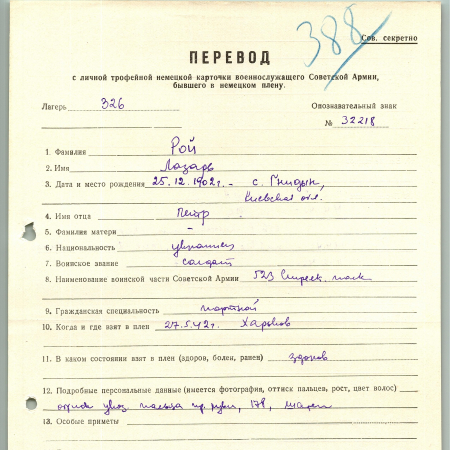 388
Сов. секретно
ПЕРЕВОД
с личной трофейной немецкой карточки военнослужащего Советской Армии,
бывшего в немецком плену.
Лагерь 326 Опознавательный знак
№ 32218
1. Фамилия Рой
2. Имя Лазарь
3. Дата и место рождения 25.12.1902г. - с. Гнидын,
Киевская обл.
4. Имя отца Петр
5. Фамилия матери -
6. Национальность украинец
7. Воинское звание солдат
8. Наименование воинской части Советской Армии 523 стрелк. полк
9. Гражданская специальность портной
10. Когда и где взят в плен 27.5.42г. Харьков
11. В каком состоянии взят в плен (здоров, болен, ранен) здоров
12. Подробные персональные данные (имеется фотография, оттиск пальцев, рост, цвет волос)
оттиск указ. пальца пр. руки, 178,
13. Особые приметы